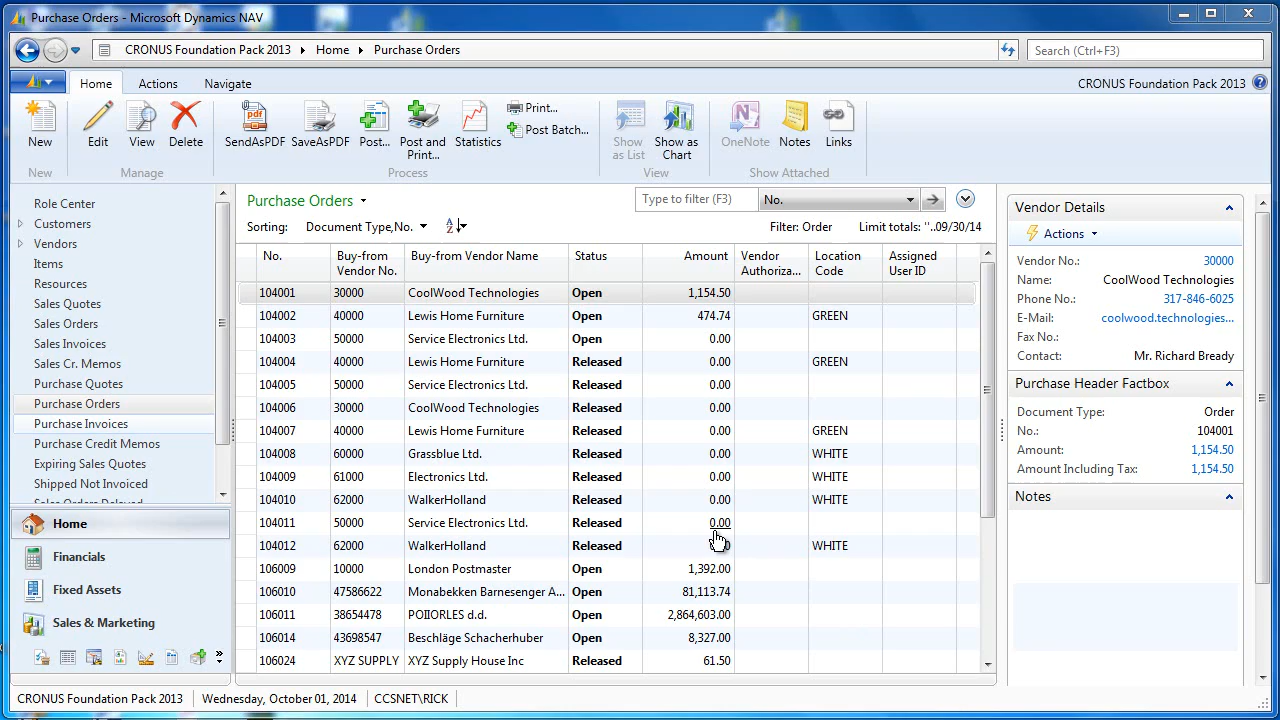 Purchase Orders - Microsoft Dynamics NAV
CRONUS Foundation Pack 2013 Home Purchase Orders Search (Ctrl+F3)
Home Actions Navigate CRONUS Foundation Pack 2013
New Edit View Delete SendAsPDF SaveAsPDF Post... Post and Print... Statistics Print... Post Batch... Show as List Show as Chart OneNote Notes Links
New Manage Process View Show Attached
Role Center
Customers
Vendors
Items
Resources
Sales Quotes
Sales Orders
Sales Invoices
Sales Cr. Memos
Purchase Quotes
Purchase Orders
Purchase Invoices
Purchase Credit Memos
Expiring Sales Quotes
Shipped Not Invoiced
Sales Orders Delayed
Home
Financials
Fixed Assets
Sales & Marketing
Purchase Orders Type to filter (F3) No.
Sorting: Document Type,No. Filter: Order Limit totals: ''..09/30/14
No. Buy-from Vendor No. Buy-from Vendor Name Status Amount Vendor Authoriza... Location Code Assigned User ID
104001 30000 CoolWood Technologies Open 1,154.50
104002 40000 Lewis Home Furniture Open 474.74 GREEN
104003 50000 Service Electronics Ltd. Open 0.00
104004 40000 Lewis Home Furniture Released 0.00 GREEN
104005 50000 Service Electronics Ltd. Released 0.00
104006 30000 CoolWood Technologies Released 0.00
104007 40000 Lewis Home Furniture Released 0.00 GREEN
104008 60000 Grassblue Ltd. Released 0.00 WHITE
104009 61000 Electronics Ltd. Released 0.00 WHITE
104010 62000 WalkerHolland Released 0.00 WHITE
104011 50000 Service Electronics Ltd. Released 0.00
104012 62000 WalkerHolland Released WHITE
106009 10000 London Postmaster Open 1,392.00
106010 47586622 Monabekken Barnesenger A... Open 81,113.74
106011 38654478 POIIORLES d.d. Open 2,864,603.00
106014 43698547 Beschläge Schacherhuber Open 8,327.00
106024 XYZ SUPPLY XYZ Supply House Inc Released 61.50
Vendor Details
Actions
Vendor No.: 30000
Name: CoolWood Technologies
Phone No.: 317-846-6025
E-Mail: coolwood.technologies...
Fax No.:
Contact: Mr. Richard Bready
Purchase Header Factbox
Document Type: Order
No.: 104001
Amount: 1,154.50
Amount Including Tax: 1,154.50
Notes
CRONUS Foundation Pack 2013 Wednesday, October 01, 2014 CCSNET\RICK